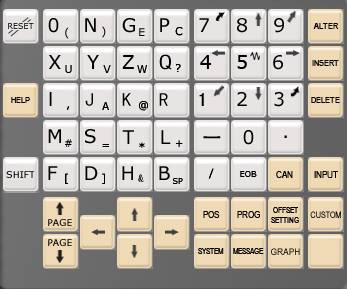 RESET O ( N ) G E P C 7 8 9 ALTER
X U Y V Z W Q ? 4 5 6 INSERT
HELP I , J A K @ R 1 2 3 DELETE
M # S = T * L + — 0 .
SHIFT F [ D ] H & B SP / EOB CAN INPUT
PAGE POS PROG OFFSET SETTING CUSTOM
PAGE SYSTEM MESSAGE GRAPH